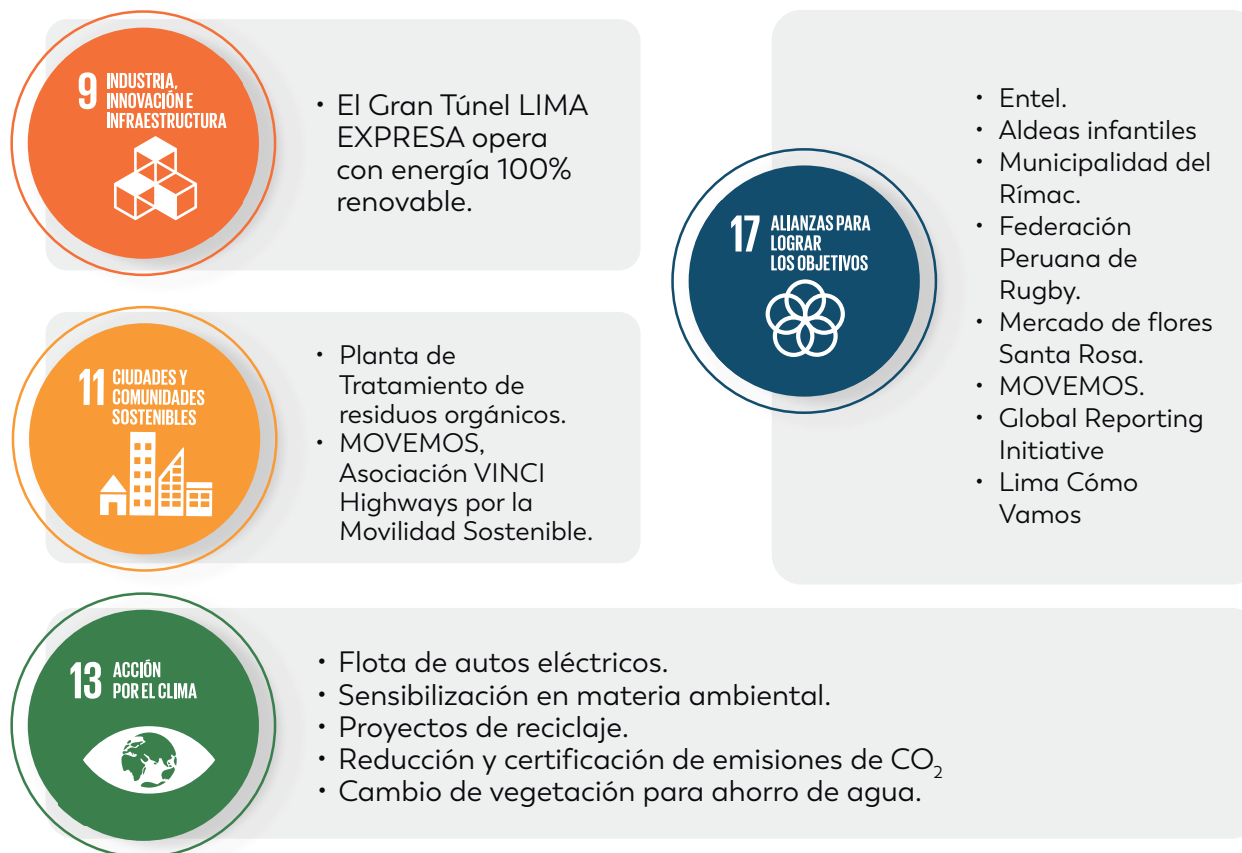 9 INDUSTRIA,
INNOVACIÓN E
INFRAESTRUCTURA
• El Gran Túnel LIMA
EXPRESA opera
con energía 100%
renovable.
11 CIUDADES Y
COMUNIDADES
SOSTENIBLES
• Planta de
Tratamiento de
residuos orgánicos.
• MOVEMOS,
Asociación VINCI
Highways por la
Movilidad Sostenible.
17 ALIANZAS PARA
LOGRAR
LOS OBJETIVOS
• Entel.
• Aldeas infantiles
• Municipalidad del
Rímac.
• Federación
Peruana de
Rugby.
• Mercado de flores
Santa Rosa.
• MOVEMOS.
• Global Reporting
Initiative
• Lima Cómo
Vamos
13 ACCIÓN
POR EL CLIMA
• Flota de autos eléctricos.
• Sensibilización en materia ambiental.
• Proyectos de reciclaje.
• Reducción y certificación de emisiones de CO₂
• Cambio de vegetación para ahorro de agua.